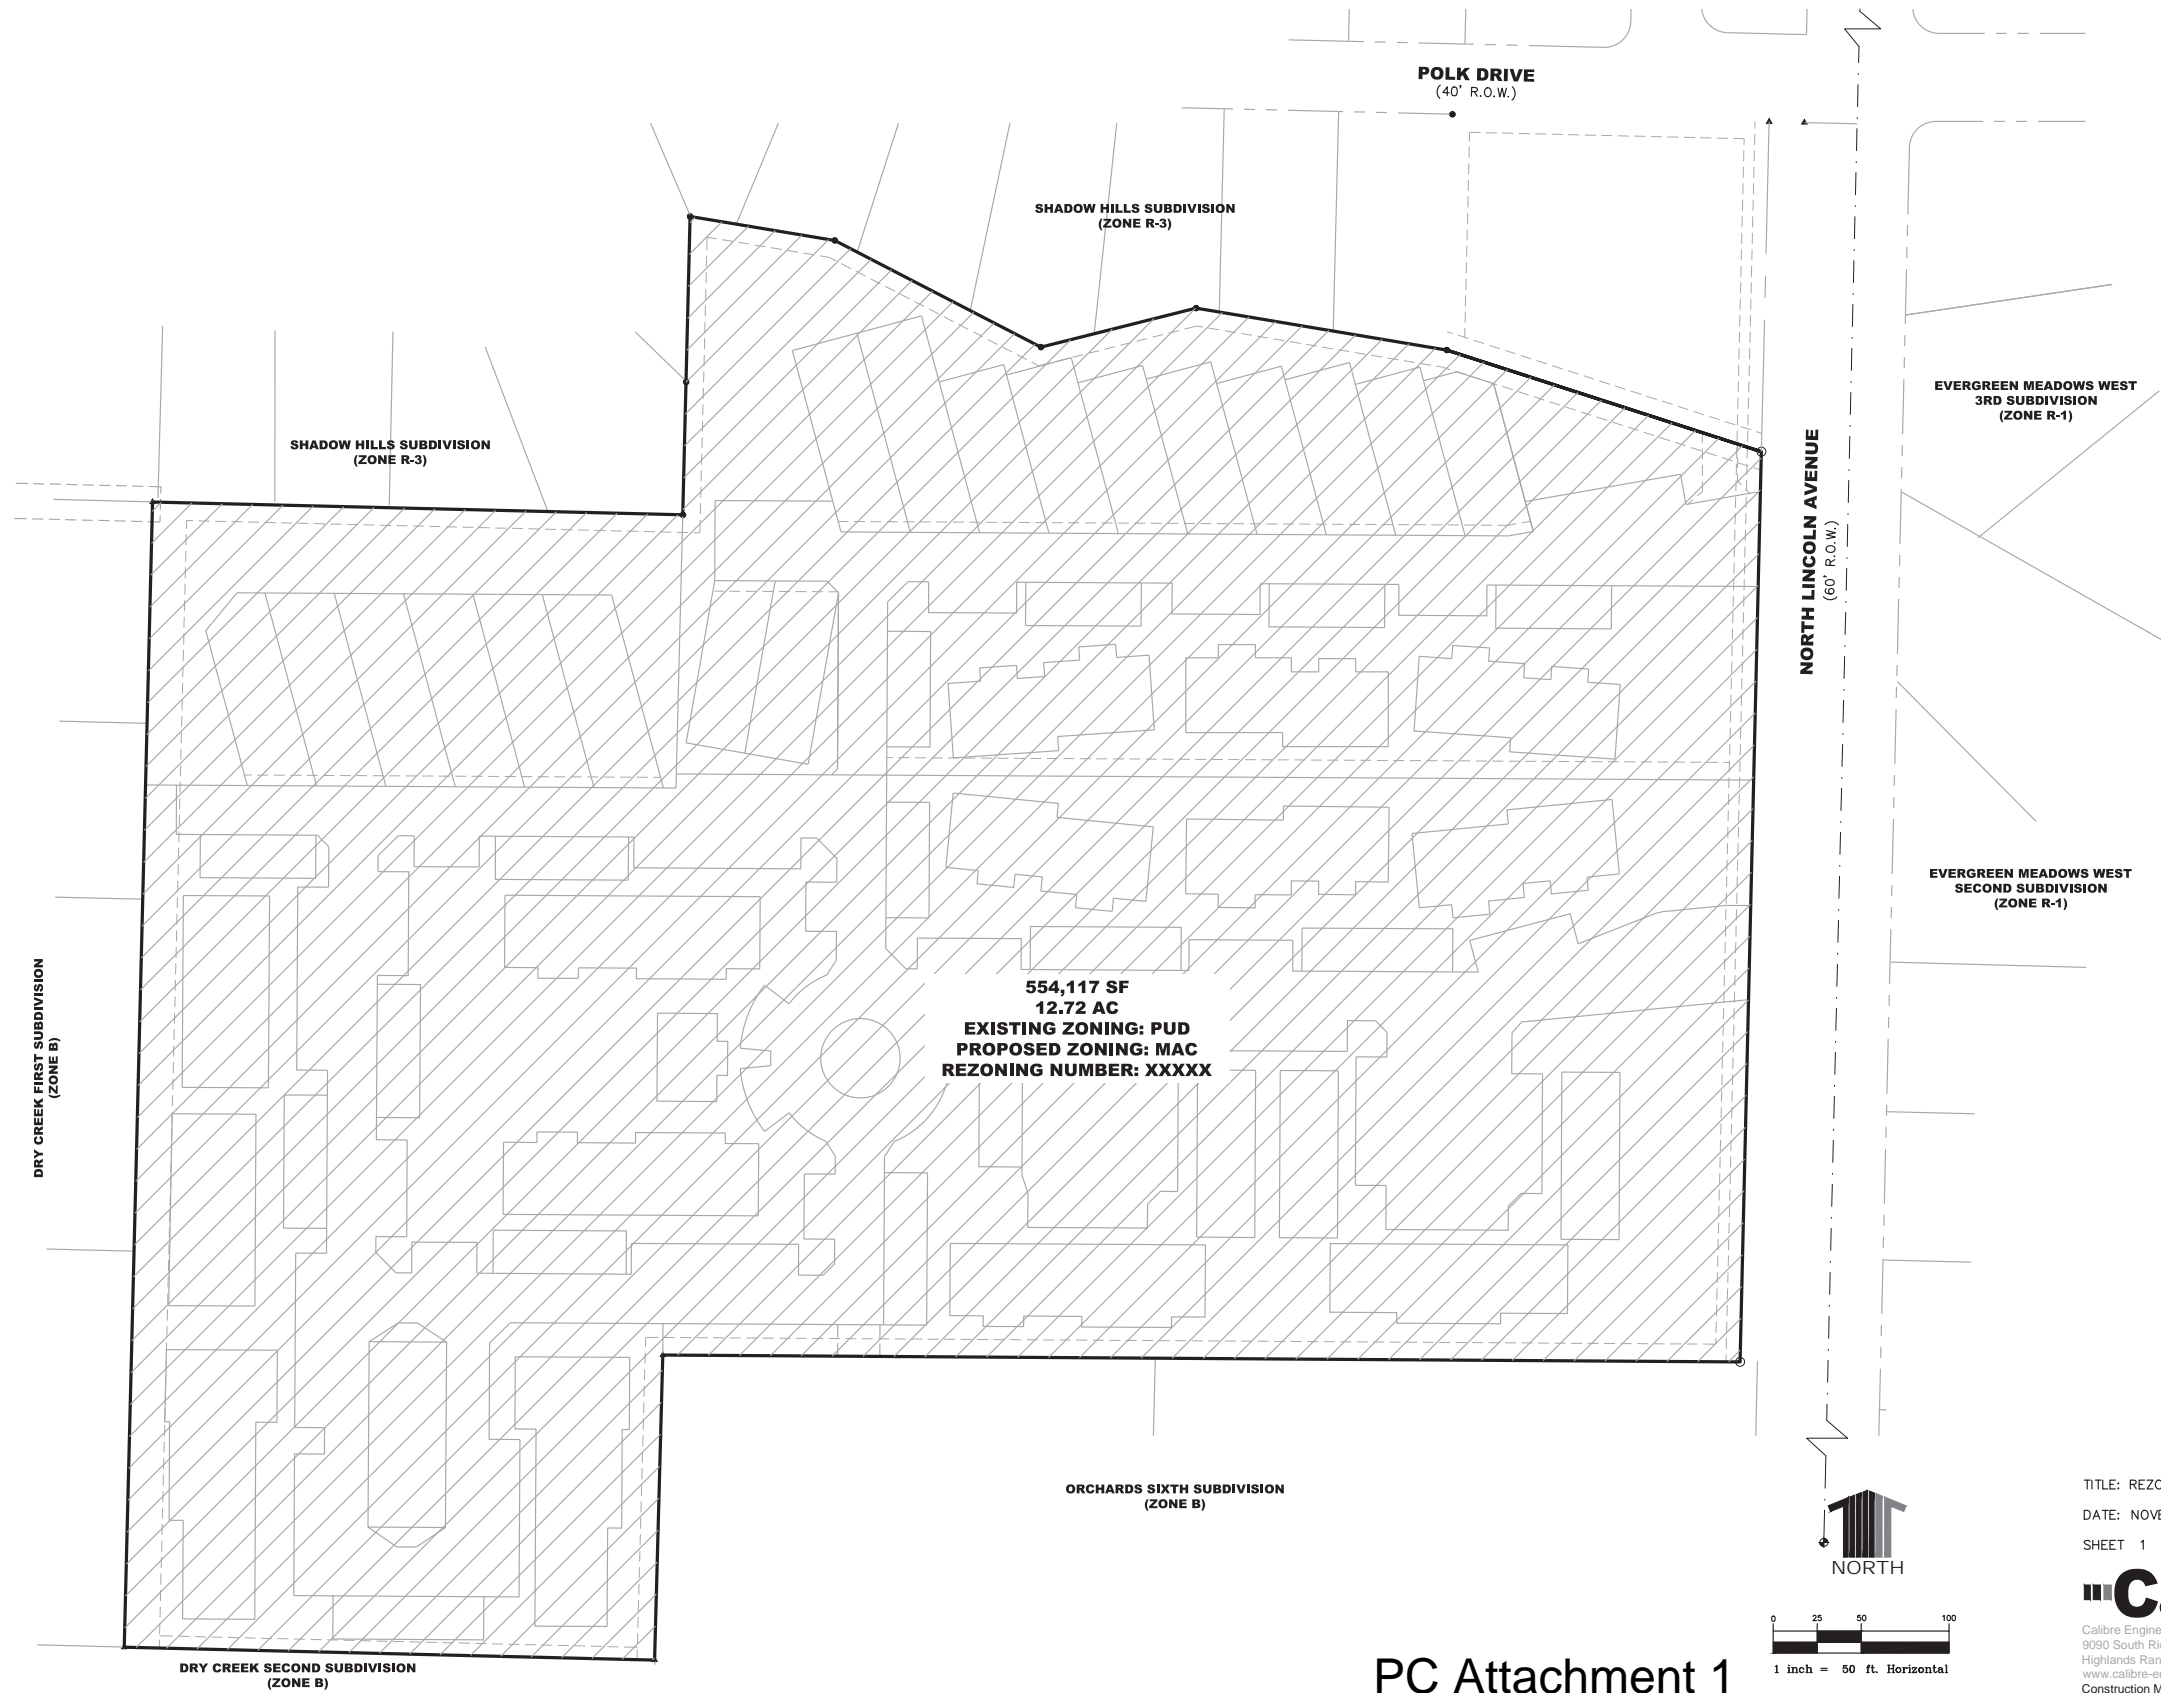 POLK DRIVE
(40' R.O.W.)
SHADOW HILLS SUBDIVISION
(ZONE R-3)
EVERGREEN MEADOWS WEST
3RD SUBDIVISION
(ZONE R-1)
SHADOW HILLS SUBDIVISION
(ZONE R-3)
NORTH LINCOLN AVENUE
(60' R.O.W.)
EVERGREEN MEADOWS WEST
SECOND SUBDIVISION
(ZONE R-1)
DRY CREEK FIRST SUBDIVISION
(ZONE B)
554,117 SF
12.72 AC
EXISTING ZONING: PUD
PROPOSED ZONING: MAC
REZONING NUMBER: XXXXX
ORCHARDS SIXTH SUBDIVISION
(ZONE B)
DRY CREEK SECOND SUBDIVISION
(ZONE B)
NORTH
0 25 50 100
1 inch = 50 ft. Horizontal
PC Attachment 1
TITLE:
DATE:
SHEET 1
Calibre
9090 South
Construction